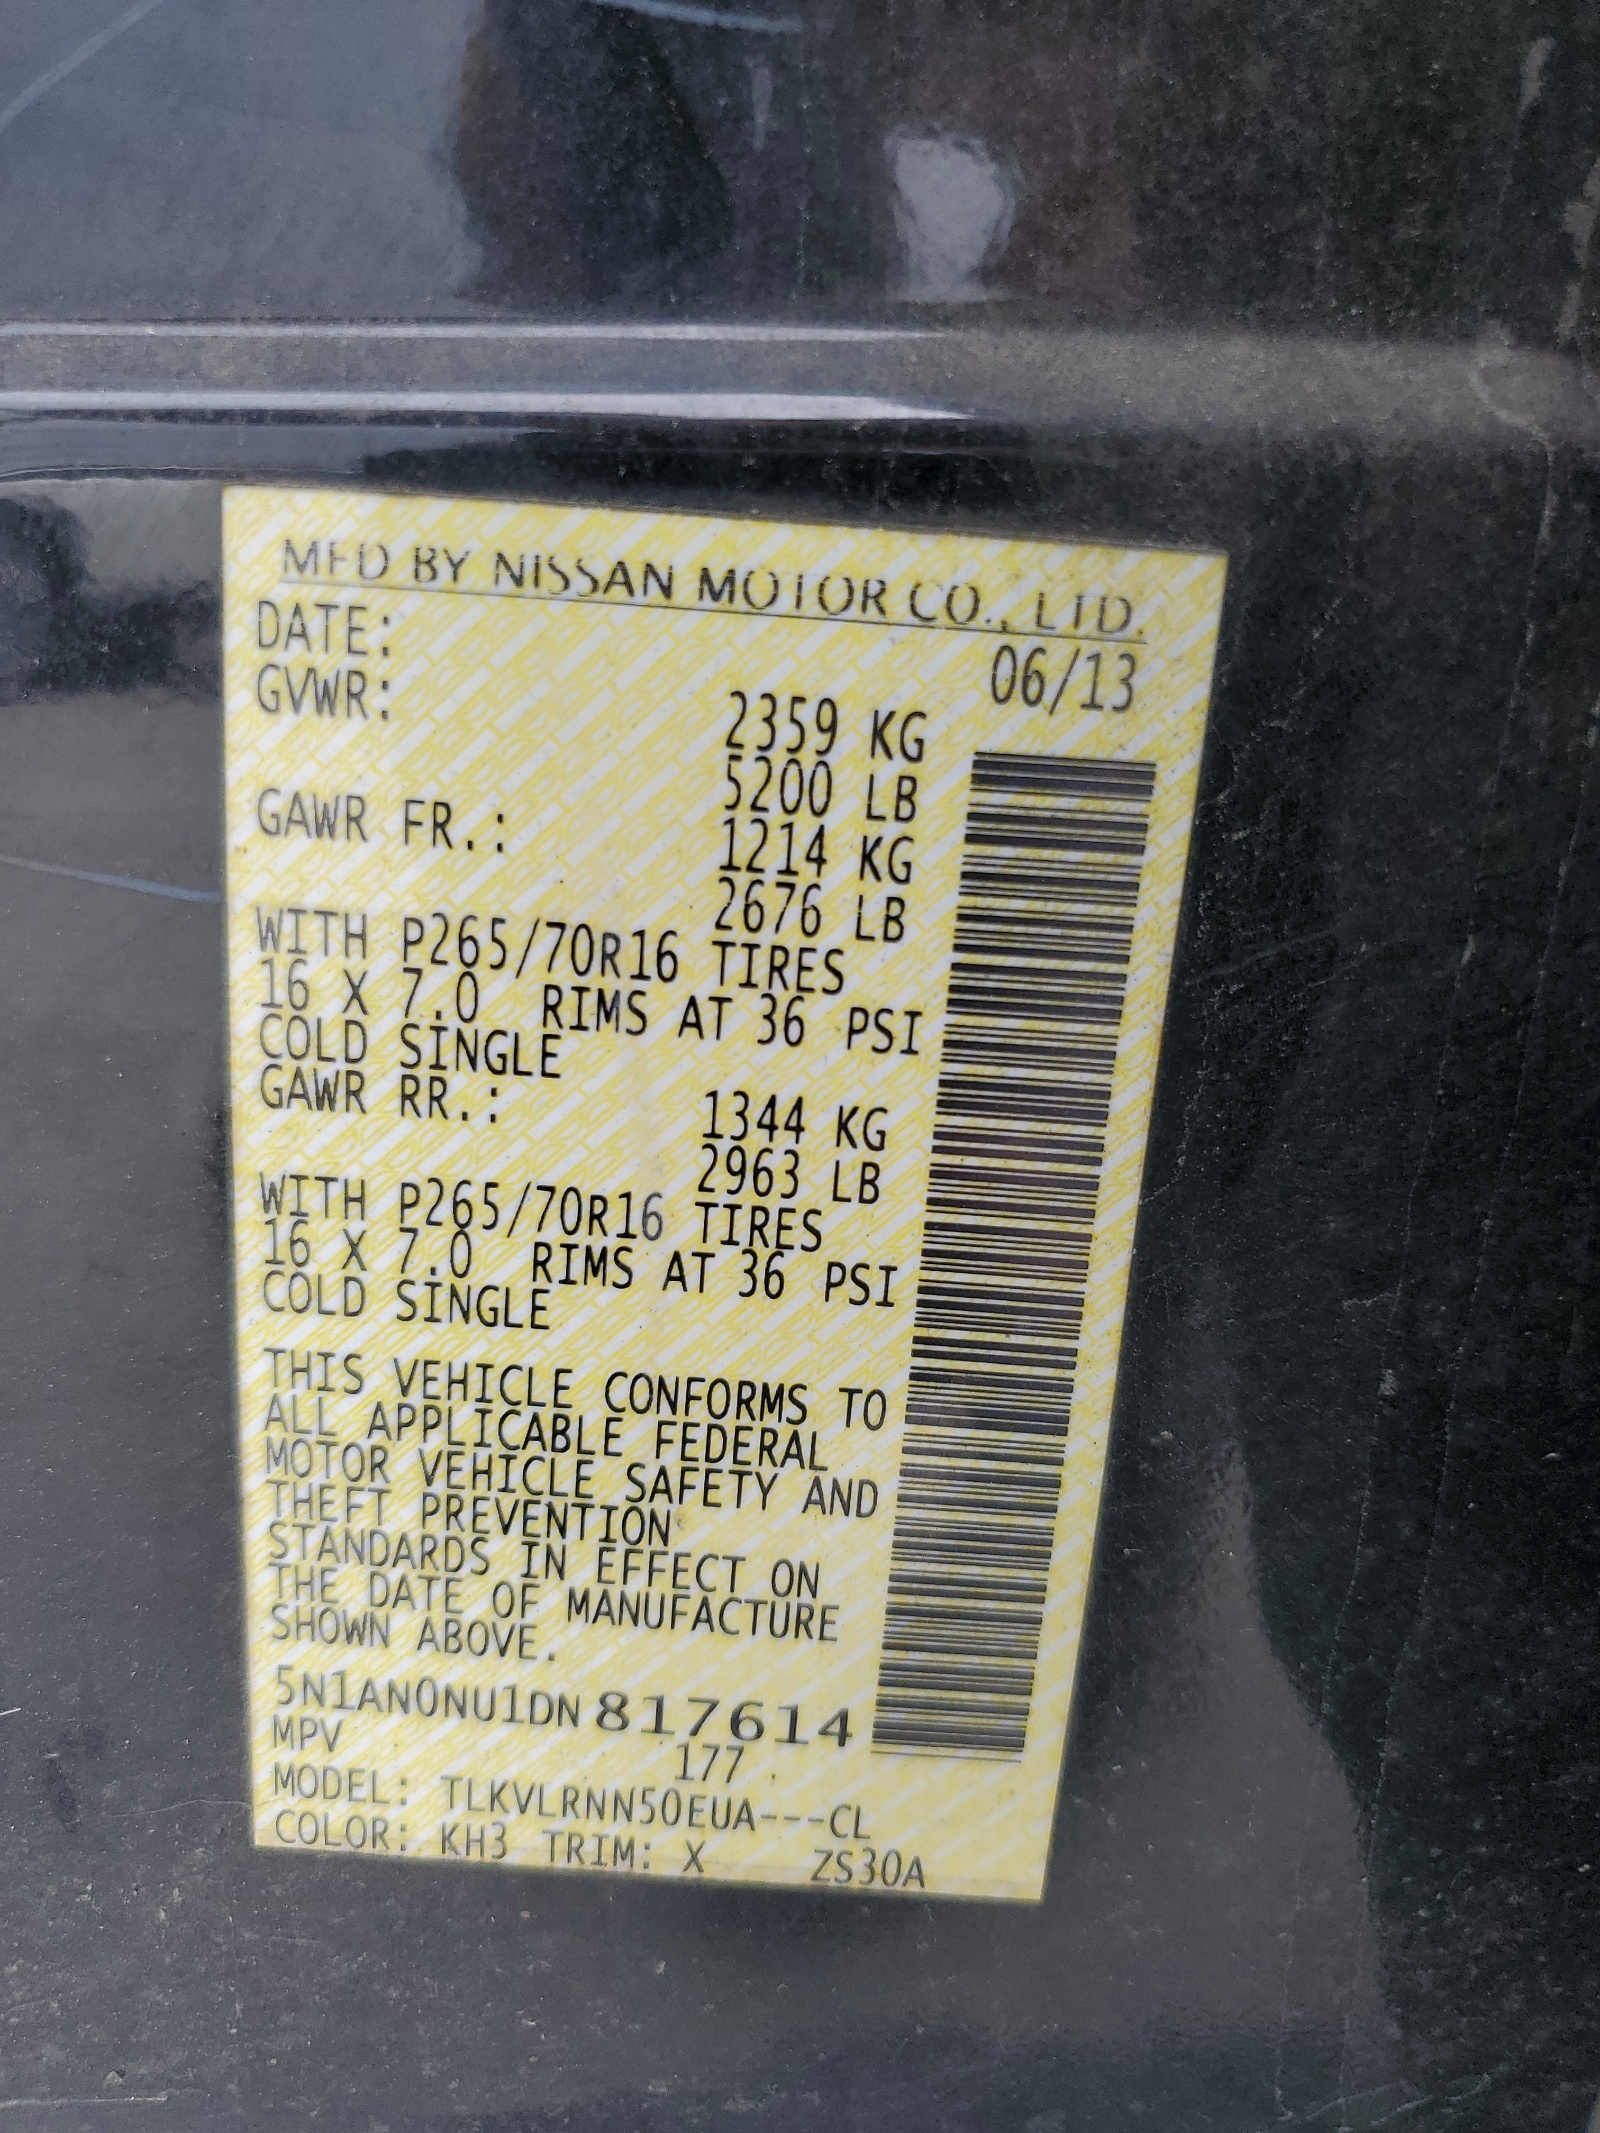 MFD BY NISSAN MOTOR CO., LTD.
DATE: 06/13
GVWR: 2359 KG
5200 LB
GAWR FR.: 1214 KG
2676 LB
WITH P265/70R16 TIRES
16 X 7.0 RIMS AT 36 PSI
COLD SINGLE
GAWR RR.: 1344 KG
2963 LB
WITH P265/70R16 TIRES
16 X 7.0 RIMS AT 36 PSI
COLD SINGLE
THIS VEHICLE CONFORMS TO
ALL APPLICABLE FEDERAL
MOTOR VEHICLE SAFETY AND
THEFT PREVENTION
STANDARDS IN EFFECT ON
THE DATE OF MANUFACTURE
SHOWN ABOVE.
5N1AN0NU1DN817614
MPV 177
MODEL: TLKVLRNN50EUA---CL
COLOR: KH3 TRIM: X ZS30A